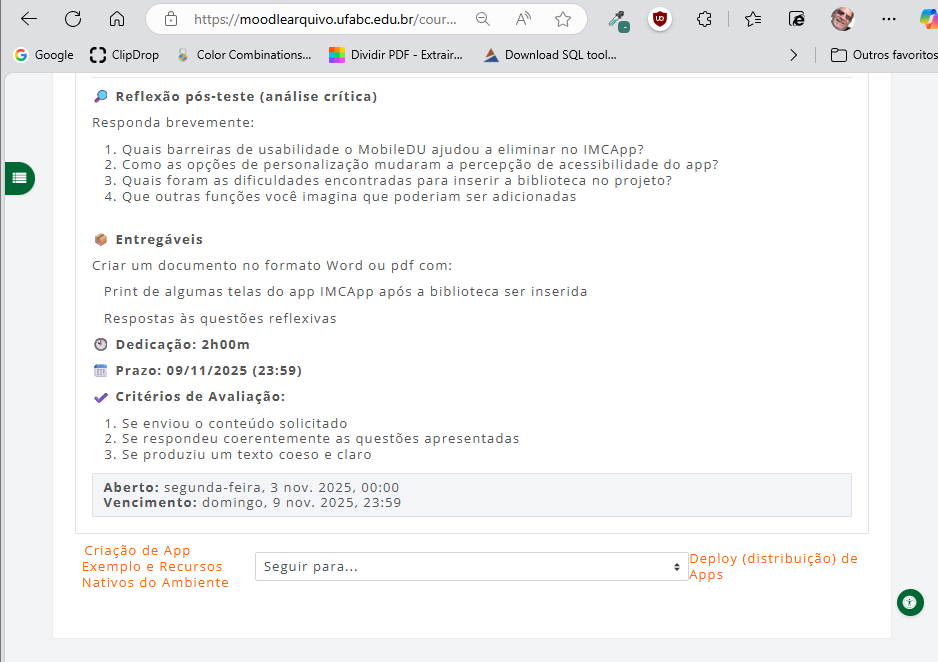 https://moodlearquivo.ufabc.edu.br/cour...
Google ClipDrop Color Combinations... Dividir PDF - Extrair... Download SQL tool... Outros favoritos
Reflexão pós-teste (análise crítica)
Responda brevemente:
1. Quais barreiras de usabilidade o MobileDU ajudou a eliminar no IMCApp?
2. Como as opções de personalização mudaram a percepção de acessibilidade do app?
3. Quais foram as dificuldades encontradas para inserir a biblioteca no projeto?
4. Que outras funções você imagina que poderiam ser adicionadas
Entregáveis
Criar um documento no formato Word ou pdf com:
Print de algumas telas do app IMCApp após a biblioteca ser inserida
Respostas às questões reflexivas
Dedicação: 2h00m
Prazo: 09/11/2025 (23:59)
Critérios de Avaliação:
1. Se enviou o conteúdo solicitado
2. Se respondeu coerentemente as questões apresentadas
3. Se produziu um texto coeso e claro
Aberto: segunda-feira, 3 nov. 2025, 00:00
Vencimento: domingo, 9 nov. 2025, 23:59
Criação de App
Exemplo e Recursos
Nativos do Ambiente
Seguir para...
Deploy (distribuição) de
Apps